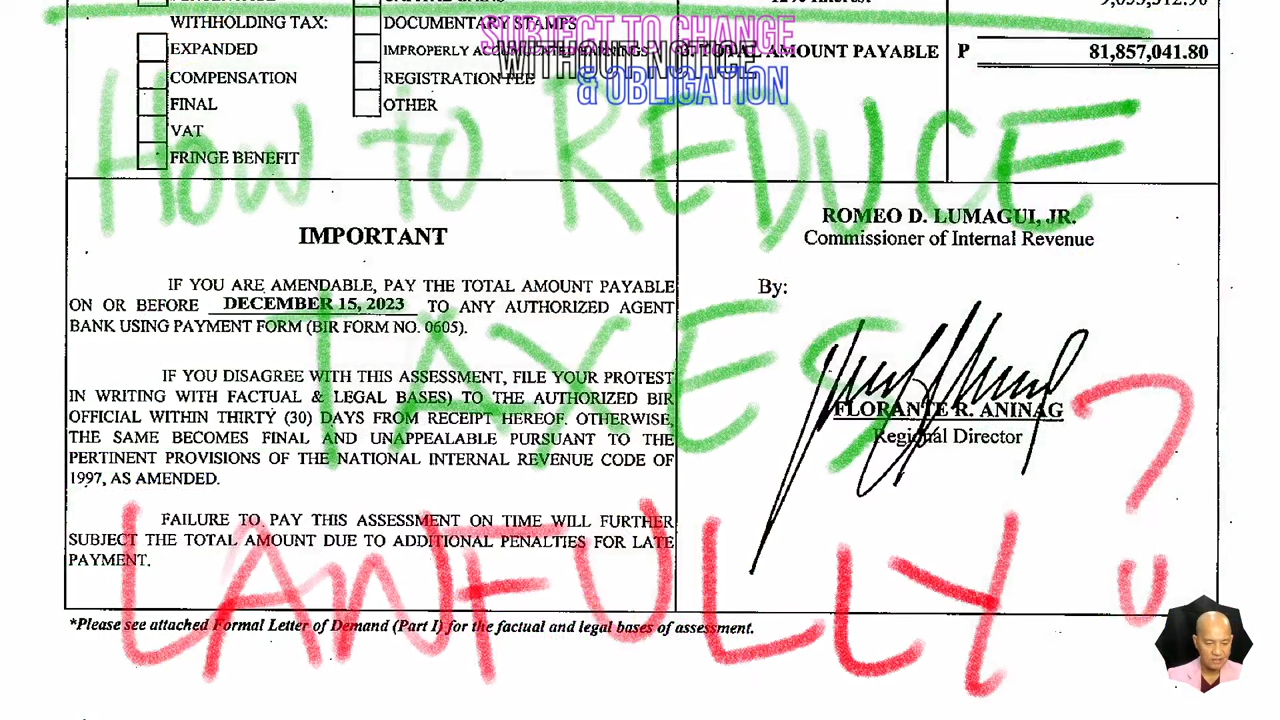 WITHHOLDING TAX:
EXPANDED
COMPENSATION
FINAL
VAT
FRINGE BENEFIT
DOCUMENTARY STAMPS
IMPROPERLY ACCUMULATED EARNINGS
REGISTRATION FEE
OTHER
12% Interest
3. TOTAL AMOUNT PAYABLE P 81,857,041.80
SUBJECT TO CHANGE
WITHOUT NOTICE
& OBLIGATION
HOW TO REDUCE
TAXES
LAWFULLY?
IMPORTANT
IF YOU ARE AMENDABLE, PAY THE TOTAL AMOUNT PAYABLE
ON OR BEFORE DECEMBER 15, 2023 TO ANY AUTHORIZED AGENT
BANK USING PAYMENT FORM (BIR FORM NO. 0605).
IF YOU DISAGREE WITH THIS ASSESSMENT, FILE YOUR PROTEST
IN WRITING WITH FACTUAL & LEGAL BASES) TO THE AUTHORIZED BIR
OFFICIAL WITHIN THIRTY (30) DAYS FROM RECEIPT HEREOF. OTHERWISE,
THE SAME BECOMES FINAL AND UNAPPEALABLE PURSUANT TO THE
PERTINENT PROVISIONS OF THE NATIONAL INTERNAL REVENUE CODE OF
1997, AS AMENDED.
FAILURE TO PAY THIS ASSESSMENT ON TIME WILL FURTHER
SUBJECT THE TOTAL AMOUNT DUE TO ADDITIONAL PENALTIES FOR LATE
PAYMENT.
ROMEO D. LUMAGUI, JR.
Commissioner of Internal Revenue
By:
FLORANTE R. ANINAG
Regional Director
*Please see attached Formal Letter of Demand (Part I) for the factual and legal bases of assessment.